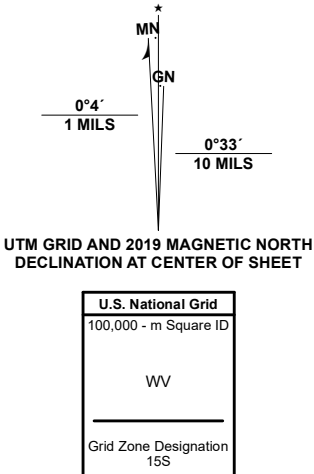 ★
MN
GN
0°4´
1 MILS
0°33´
10 MILS
UTM GRID AND 2019 MAGNETIC NORTH
DECLINATION AT CENTER OF SHEET
U.S. National Grid
100,000 - m Square ID
WV
Grid Zone Designation
15S